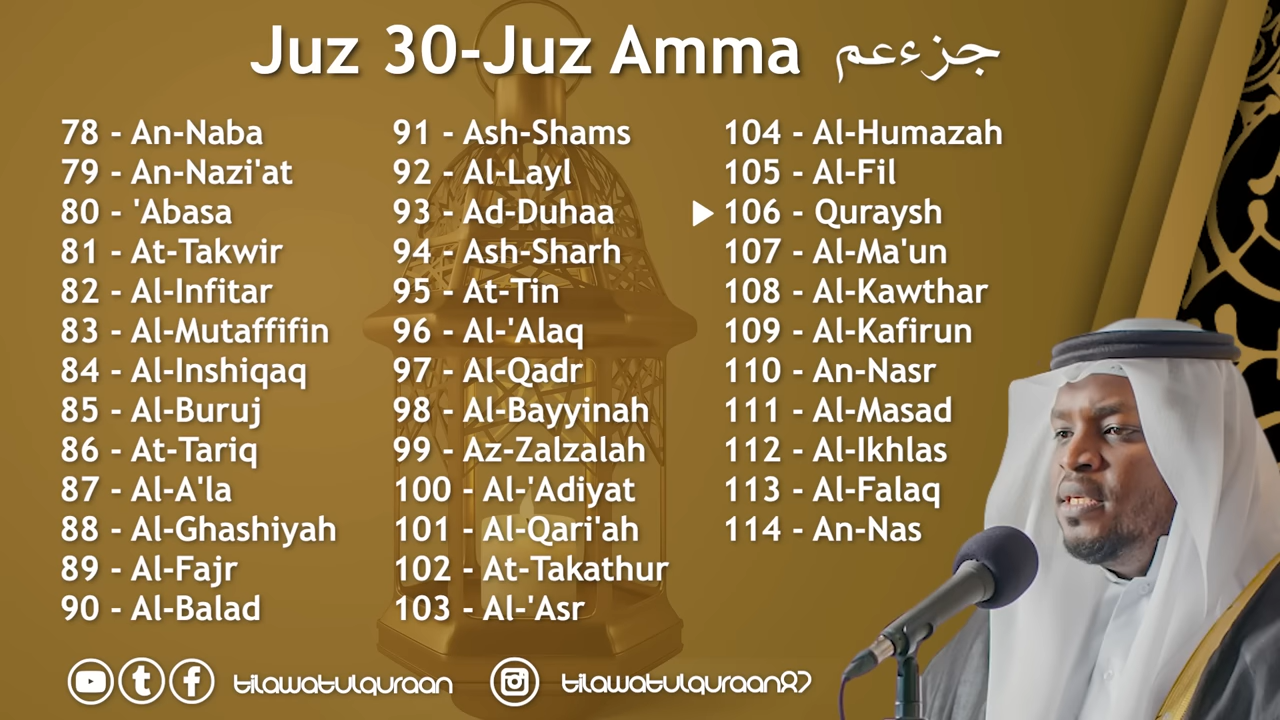 Juz 30-Juz Amma جزء عم
78 - An-Naba
79 - An-Nazi'at
80 - 'Abasa
81 - At-Takwir
82 - Al-Infitar
83 - Al-Mutaffifin
84 - Al-Inshiqaq
85 - Al-Buruj
86 - At-Tariq
87 - Al-A'la
88 - Al-Ghashiyah
89 - Al-Fajr
90 - Al-Balad
91 - Ash-Shams
92 - Al-Layl
93 - Ad-Duhaa
94 - Ash-Sharh
95 - At-Tin
96 - Al-'Alaq
97 - Al-Qadr
98 - Al-Bayyinah
99 - Az-Zalzalah
100 - Al-'Adiyat
101 - Al-Qari'ah
102 - At-Takathur
103 - Al-'Asr
104 - Al-Humazah
105 - Al-Fil
106 - Quraysh
107 - Al-Ma'un
108 - Al-Kawthar
109 - Al-Kafirun
110 - An-Nasr
111 - Al-Masad
112 - Al-Ikhlas
113 - Al-Falaq
114 - An-Nas
tilawatulquraan
tilawatulquraan87